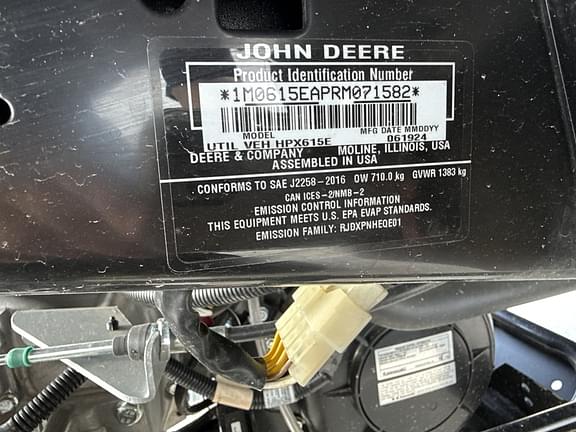 JOHN DEERE
Product Identification Number
*1M0615EAPRM071582*
MODEL MFG DATE MMDDYY
UTIL VEH HPX615E 061924
DEERE & COMPANY MOLINE, ILLINOIS, USA
ASSEMBLED IN USA
CONFORMS TO SAE J2258-2016 OW 710.0 kg GVWR 1383 kg
CAN ICES-2/NMB-2
EMISSION CONTROL INFORMATION
THIS EQUIPMENT MEETS U.S. EPA EVAP STANDARDS.
EMISSION FAMILY: RJDXPNHEQE01
KAWASAKI